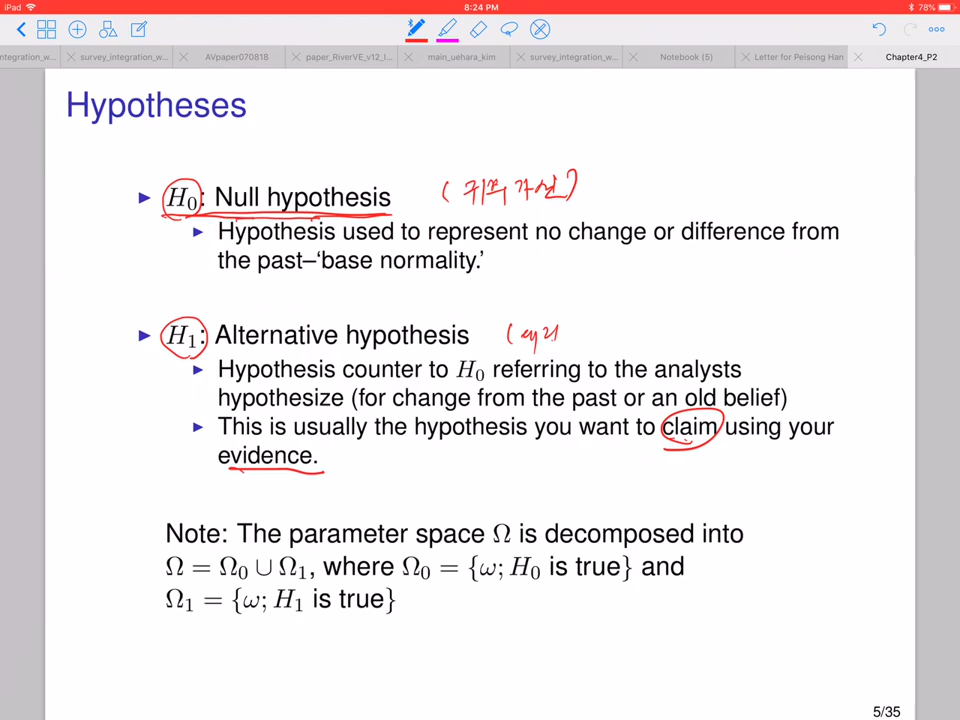 iPad 8:24 PM 78%
ntegration_w... survey_integration_w... AVpaper070818 paper_RiverVE_v12_I... main_uehara_kim survey_integration_w... Notebook (5) Letter for Peisong Han Chapter4_P2
Hypotheses
H₀: Null hypothesis (귀무가설)
Hypothesis used to represent no change or difference from
the past–‘base normality.’
H₁: Alternative hypothesis (
Hypothesis counter to H₀ referring to the analysts
hypothesize (for change from the past or an old belief)
This is usually the hypothesis you want to claim using your
evidence.
Note: The parameter space Ω is decomposed into
Ω = Ω₀ ∪ Ω₁, where Ω₀ = {ω; H₀ is true} and
Ω₁ = {ω; H₁ is true}
5/35